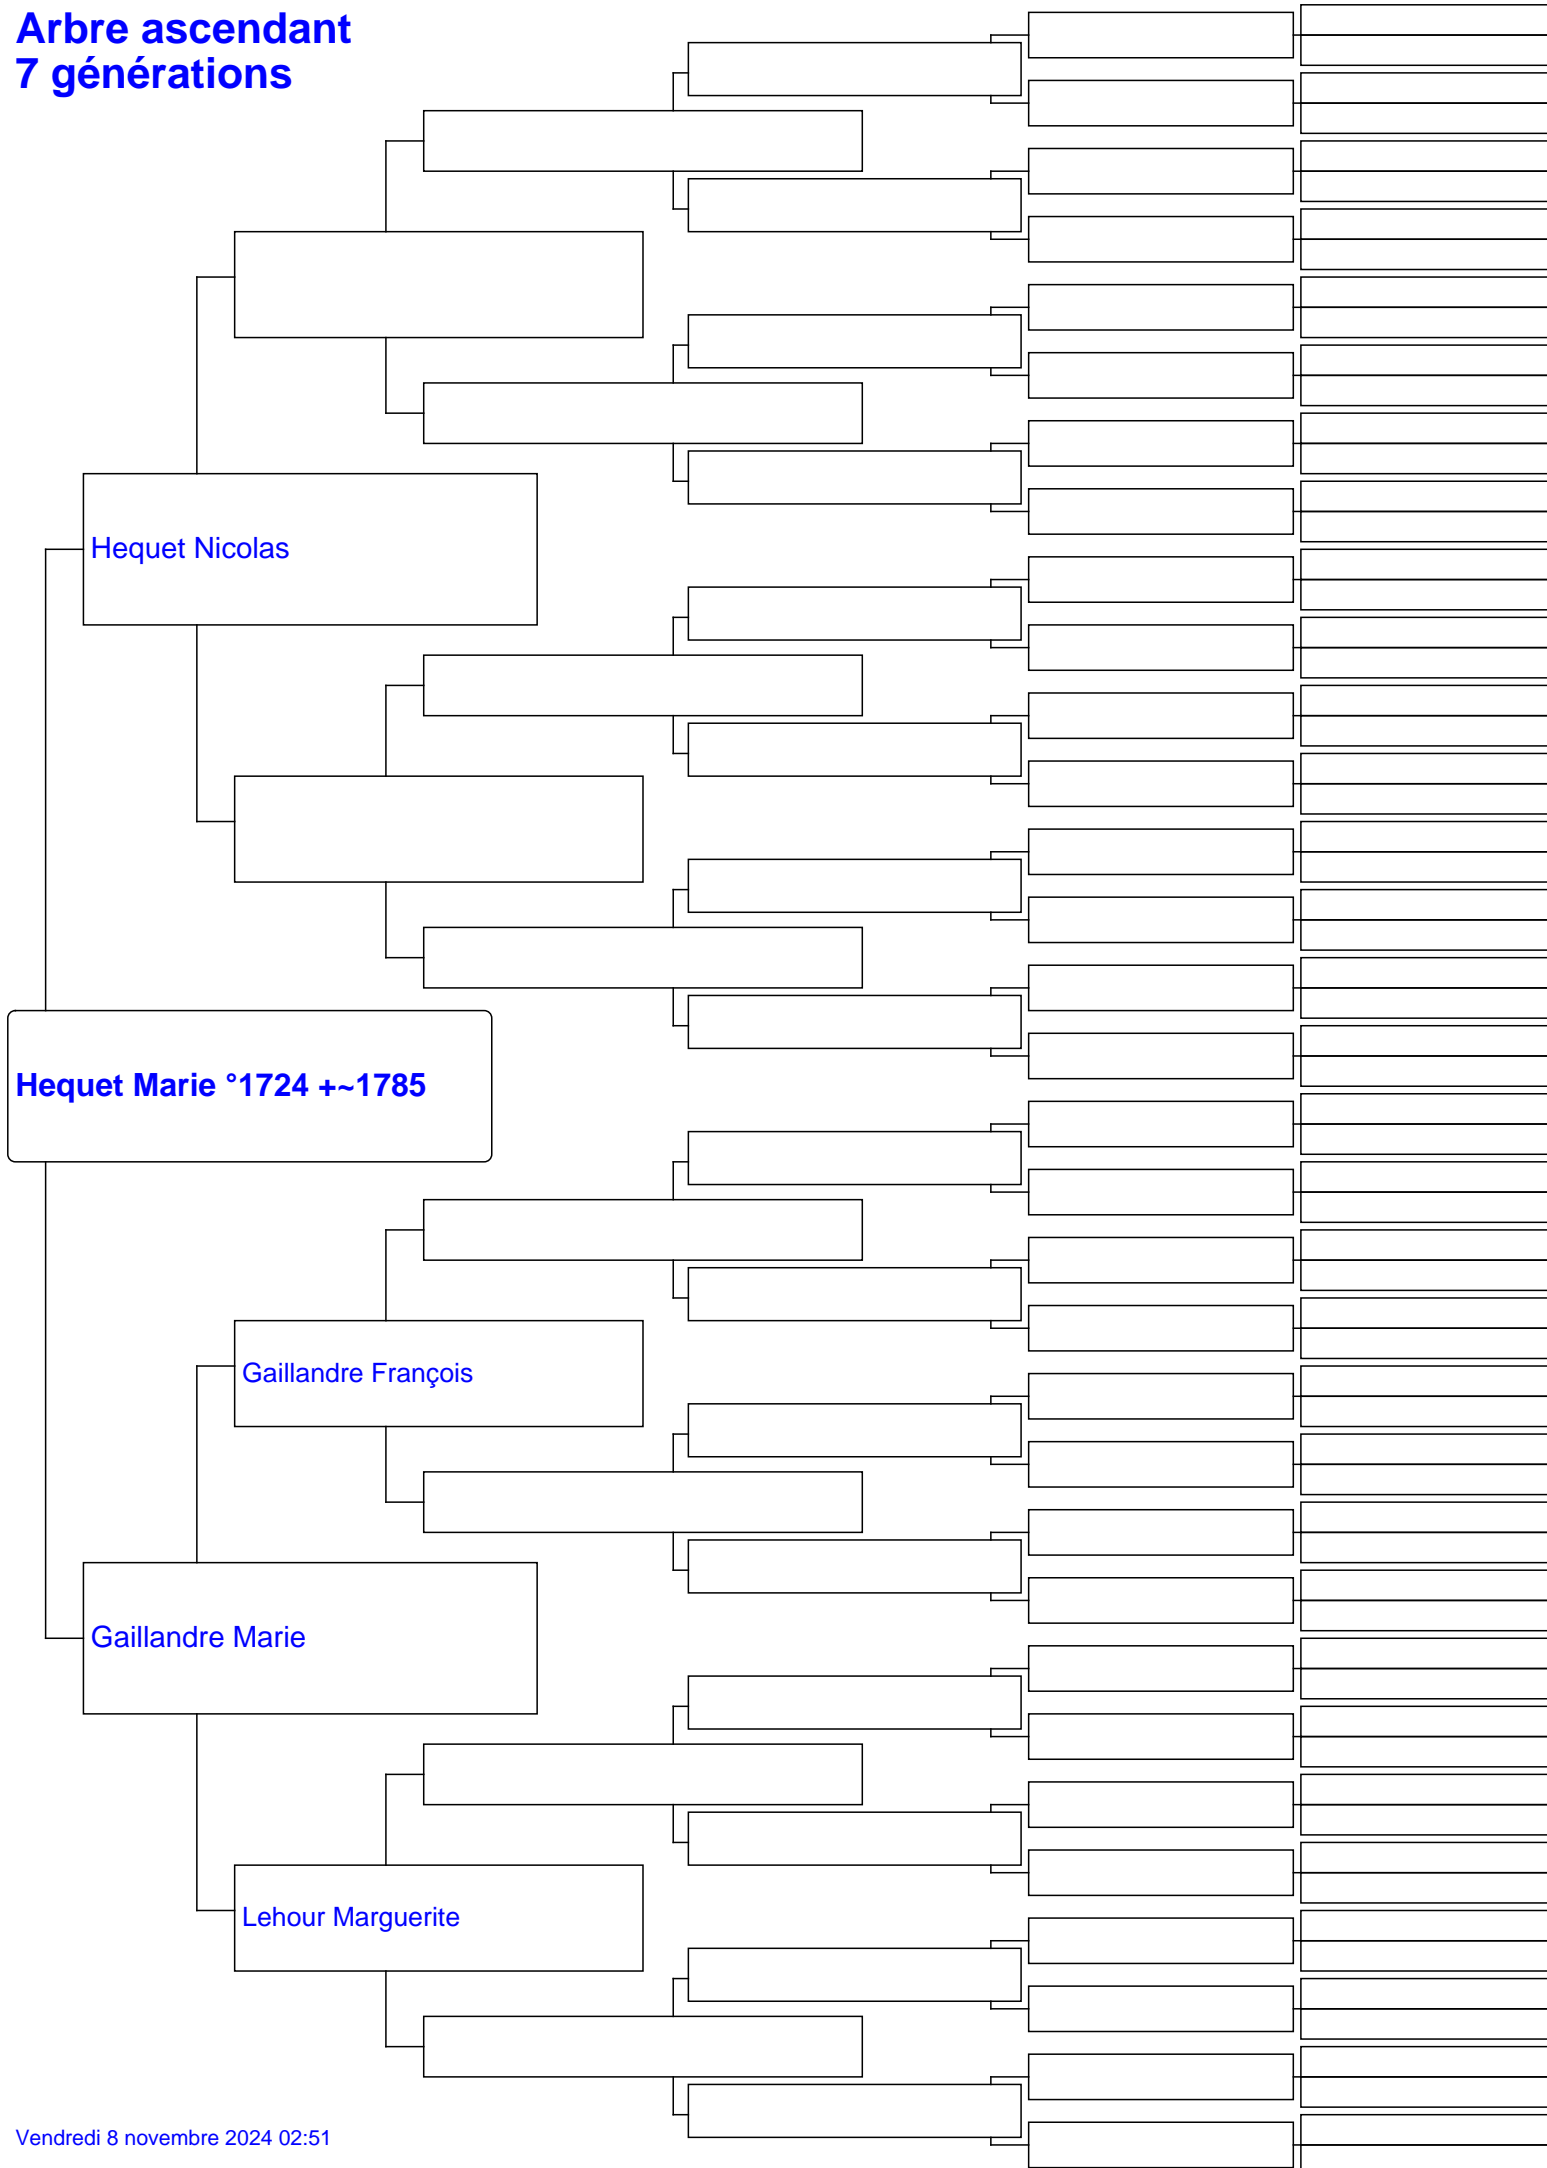 Arbre ascendant
7 générations
Hequet Nicolas
Hequet Marie °1724 +~1785
Gaillandre François
Gaillandre Marie
Lehour Marguerite
Vendredi 8 novembre 2024 02:51